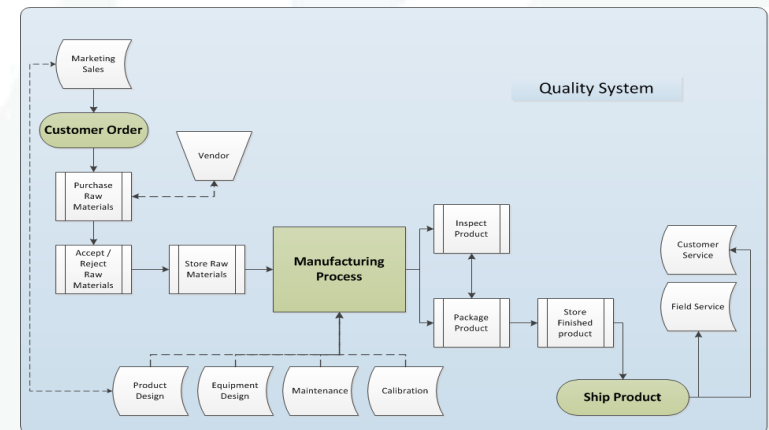 Marketing
Sales
Quality System
Customer Order
Vendor
Purchase
Raw
Materials
Accept /
Reject
Raw
Materials
Store Raw
Materials
Manufacturing
Process
Inspect
Product
Package
Product
Store
Finished
product
Customer
Service
Field Service
Product
Design
Equipment
Design
Maintenance
Calibration
Ship Product